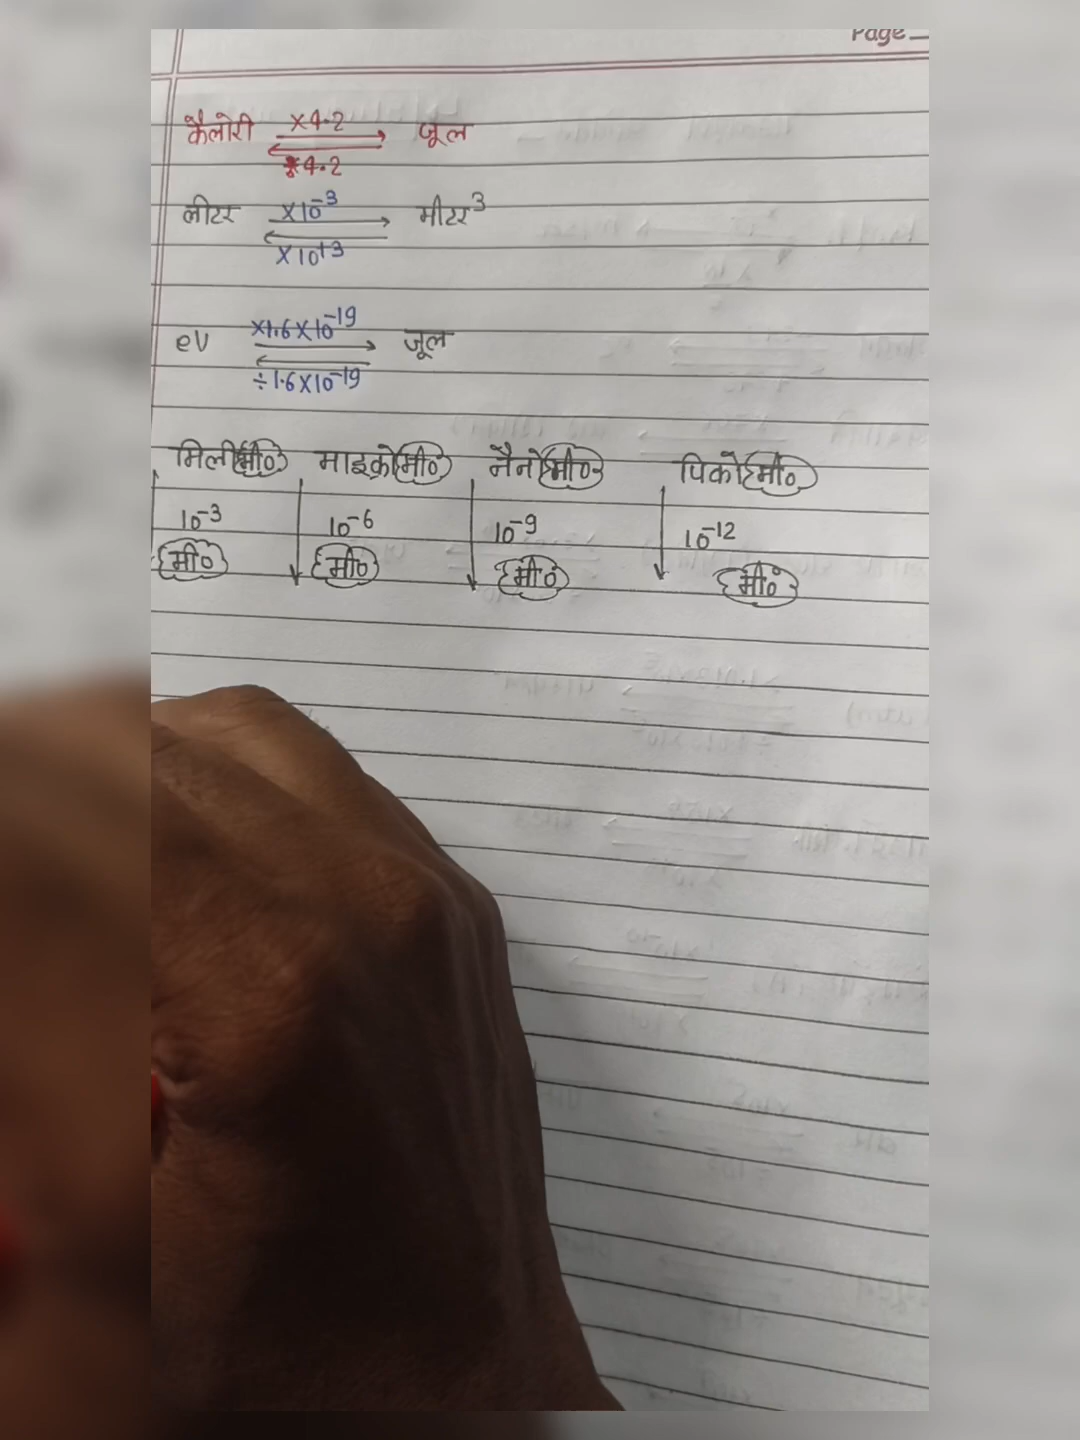 Page
कैलोरी ×4.2 जूल
÷4.2
लीटर ×10⁻³ मीटर³
×10⁺³
eV ×1.6×10⁻¹⁹ जूल
÷1.6×10⁻¹⁹
मिलीमी० माइक्रोमी० नैनोमी० पिकोमी०
10⁻³ 10⁻⁶ 10⁻⁹ 10⁻¹²
मी० मी० मी० मी०